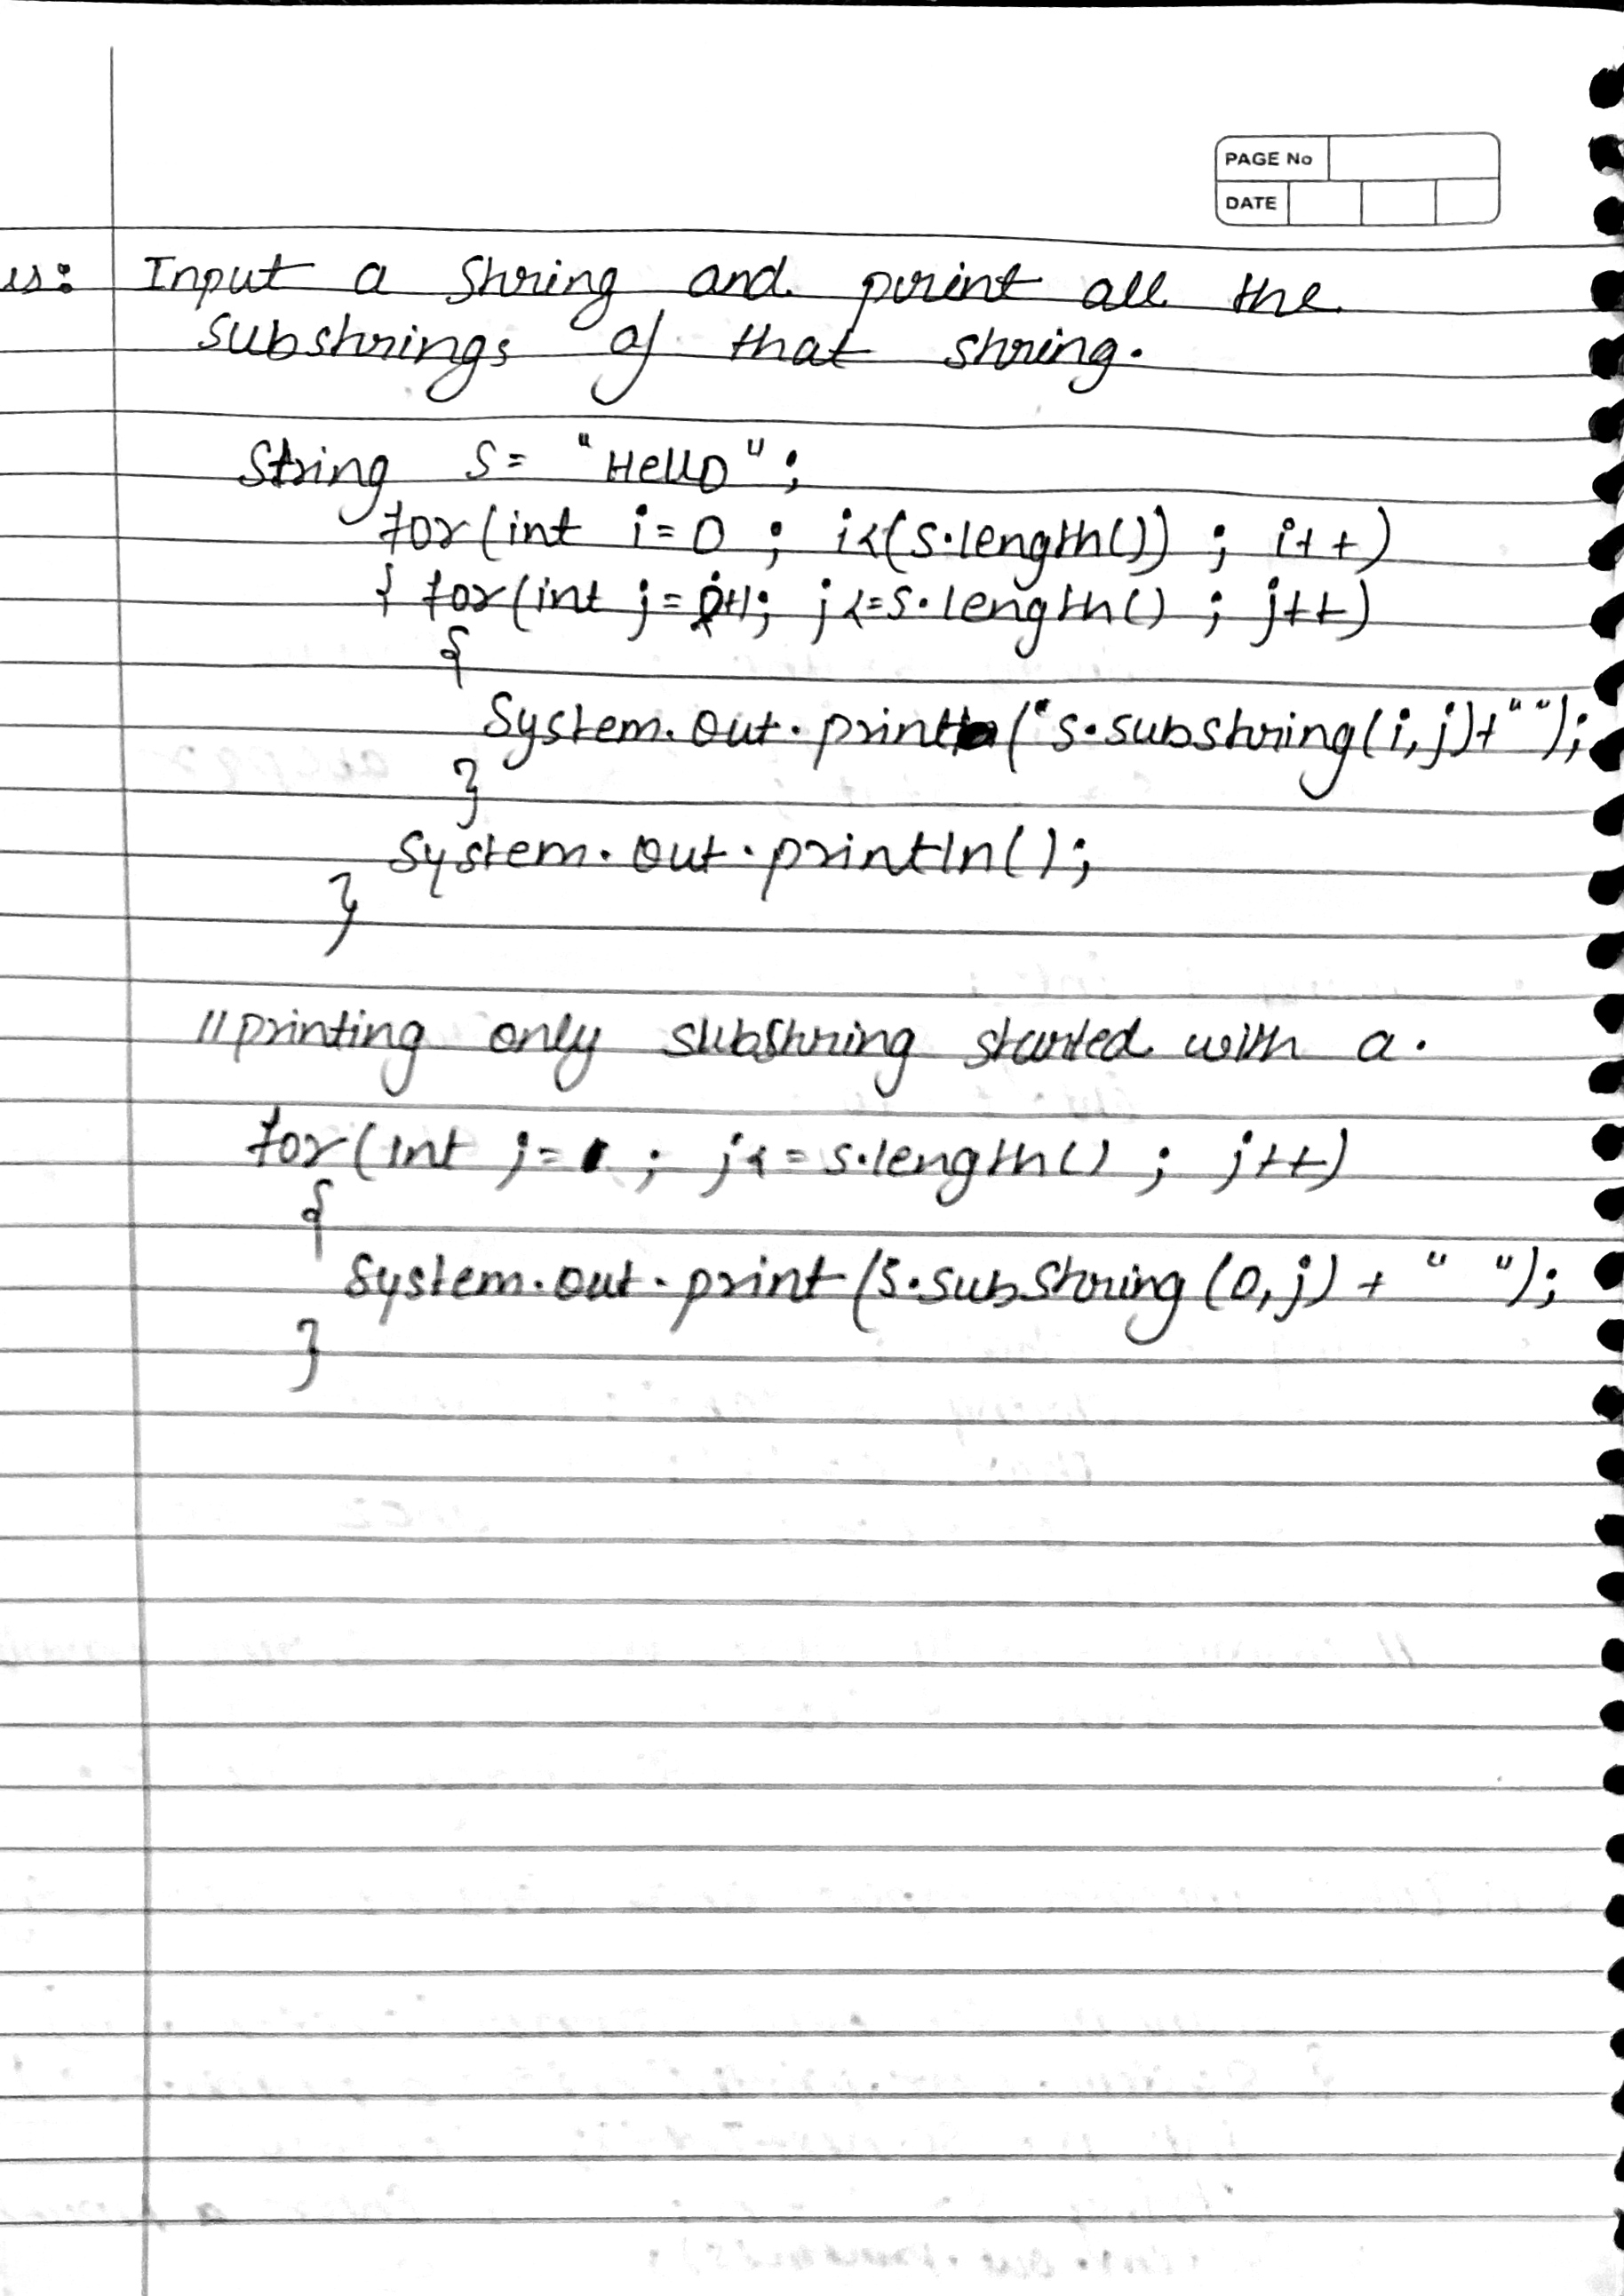 PAGE No
DATE
us: Input a string and print all the
substrings of that string.
String s= "Hello";
for(int i=0 ; i<(s.length()) ; i++)
{ for(int j=i+1; j<=s.length() ; j++)
{
System.out.print("s.substring(i,j)+" ");
}
System.out.println();
}
//printing only substring started with a.
for(int j=1 ; j<=s.length() ; j++)
{
System.out.print(s.substring(0,j) + " ");
}